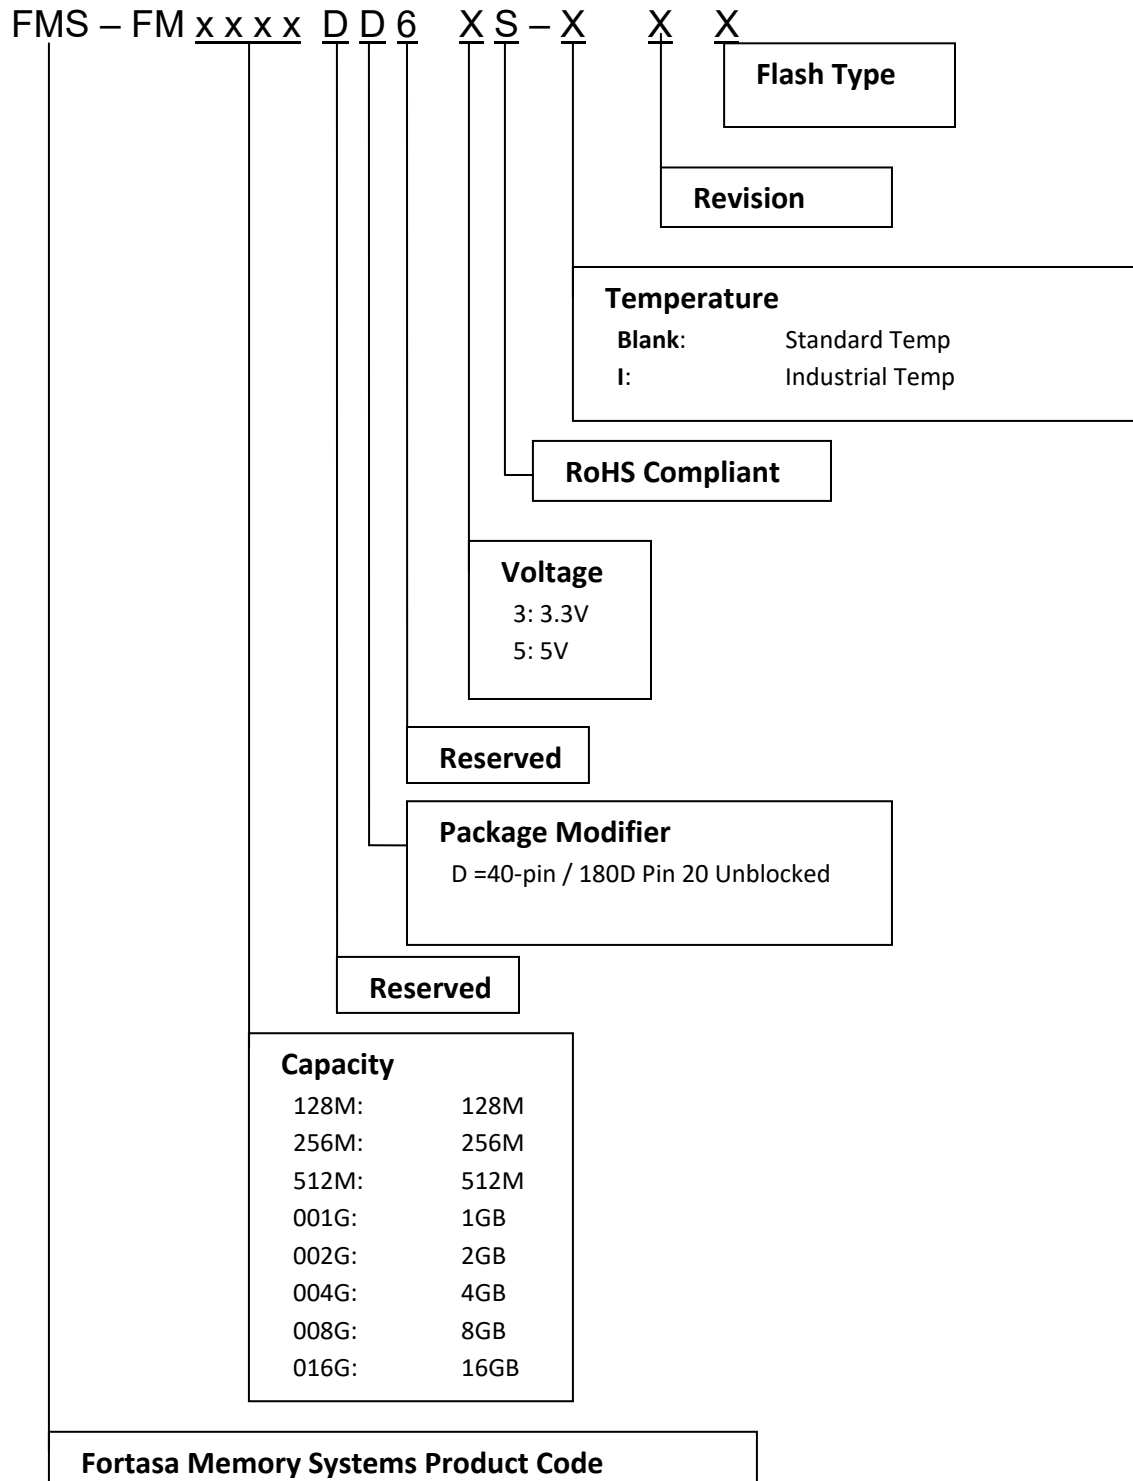 FMS – FM x x x x D D 6 X S – X X X
Flash Type
Revision
Temperature
Blank: Standard Temp
I: Industrial Temp
RoHS Compliant
Voltage
3: 3.3V
5: 5V
Reserved
Package Modifier
D =40-pin / 180D Pin 20 Unblocked
Reserved
Capacity
128M: 128M
256M: 256M
512M: 512M
001G: 1GB
002G: 2GB
004G: 4GB
008G: 8GB
016G: 16GB
Fortasa Memory Systems Product Code